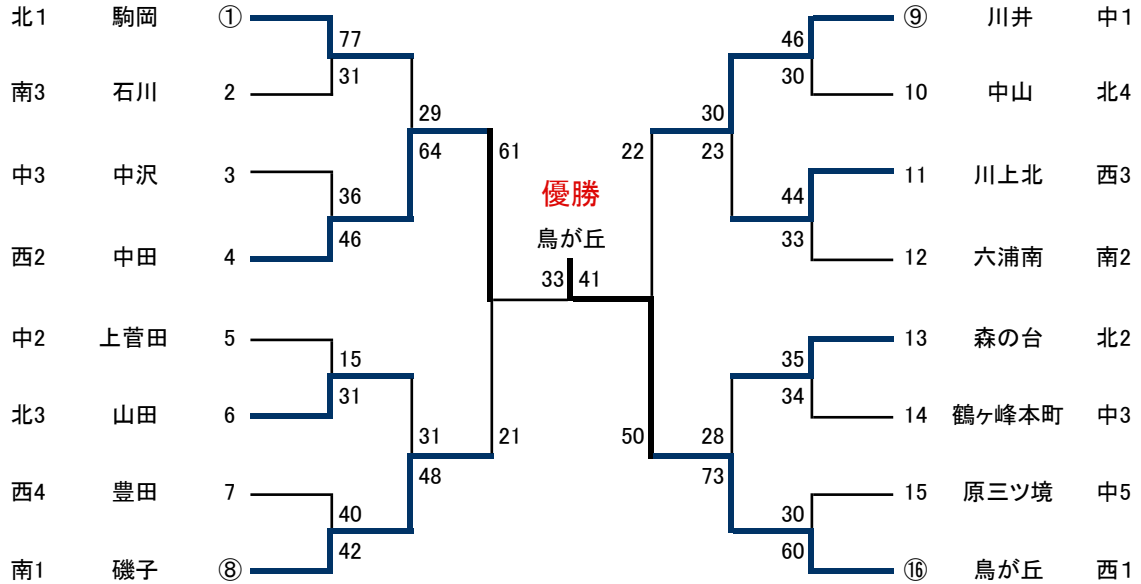 北1 駒岡 ① ⑨ 川井 中1
77 46
31 30
南3 石川 2 10 中山 北4
29 30
64 61 22 23
中3 中沢 3 11 川上北 西3
優勝
36 44
46 鳥が丘 33
西2 中田 4 12 六浦南 南2
33 41
中2 上菅田 5 13 森の台 北2
15 35
31 34
北3 山田 6 14 鶴ヶ峰本町 中3
31 21 50 28
48 73
西4 豊田 7 15 原三ツ境 中5
40 30
42 60
南1 磯子 ⑧ ⑯ 鳥が丘 西1